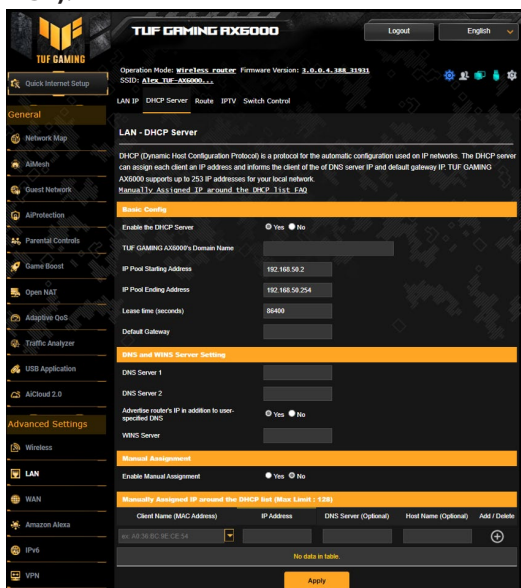 TUF GAMING
TUF GAMING AX6000
Logout
English
Quick Internet Setup
Operation Mode: Wireless router Firmware Version: 3.0.0.4.388_31931
SSID: Alex_TUF-AX6000...
LAN IP DHCP Server Route IPTV Switch Control
General
Network Map
AiMesh
Guest Network
AiProtection
Parental Controls
Game Boost
Open NAT
Adaptive QoS
Traffic Analyzer
USB Application
AiCloud 2.0
Advanced Settings
Wireless
LAN
WAN
Amazon Alexa
IPv6
VPN
LAN - DHCP Server
DHCP (Dynamic Host Configuration Protocol) is a protocol for the automatic configuration used on IP networks. The DHCP server
can assign each client an IP address and informs the client of the of DNS server IP and default gateway IP. TUF GAMING
AX6000 supports up to 253 IP addresses for your local network.
Manually Assigned IP around the DHCP list FAQ
Basic Config
Enable the DHCP Server Yes No
TUF GAMING AX6000's Domain Name
IP Pool Starting Address 192.168.50.2
IP Pool Ending Address 192.168.50.254
Lease time (seconds) 86400
Default Gateway
DNS and WINS Server Setting
DNS Server 1
DNS Server 2
Advertise router's IP in addition to user-
specified DNS Yes No
WINS Server
Manual Assignment
Enable Manual Assignment Yes No
Manually Assigned IP around the DHCP list (Max Limit : 128)
Client Name (MAC Address) IP Address DNS Server (Optional) Host Name (Optional) Add / Delete
ex: A8:5E:BC:9E:CE:54
No data in table.
Apply